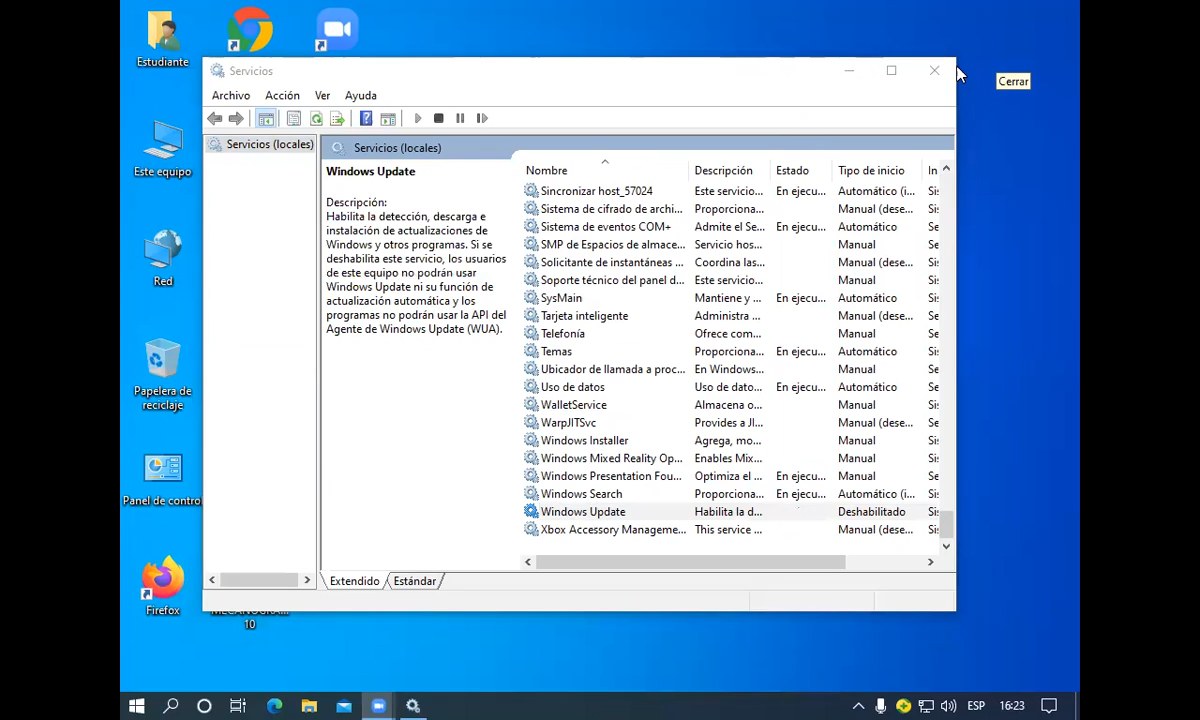 Estudiante
Este equipo
Red
Papelera de
reciclaje
Panel de control
Firefox
10
Servicios
Cerrar
Archivo Acción Ver Ayuda
Servicios (locales)
Servicios (locales)
Windows Update
Descripción:
Habilita la detección, descarga e
instalación de actualizaciones de
Windows y otros programas. Si se
deshabilita este servicio, los usuarios
de este equipo no podrán usar
Windows Update ni su función de
actualización automática y los
programas no podrán usar la API del
Agente de Windows Update (WUA).
Nombre Descripción Estado Tipo de inicio In
Sincronizar host_57024 Este servicio... En ejecu... Automático (i... Sis
Sistema de cifrado de archi... Proporciona... Manual (dese... Sis
Sistema de eventos COM+ Admite el Se... En ejecu... Automático Se
SMP de Espacios de almace... Servicio hos... Manual Se
Solicitante de instantáneas ... Coordina las... Manual (dese... Sis
Soporte técnico del panel d... Este servicio... Manual Se
SysMain Mantiene y ... En ejecu... Automático Sis
Tarjeta inteligente Administra ... Manual (dese... Se
Telefonía Ofrece com... Manual Se
Temas Proporciona... En ejecu... Automático Sis
Ubicador de llamada a proc... En Windows... Manual Se
Uso de datos Uso de dato... En ejecu... Automático Se
WalletService Almacena o... Manual Sis
WarpJITSvc Provides a JI... Manual (dese... Se
Windows Installer Agrega, mo... Manual Sis
Windows Mixed Reality Op... Enables Mix... Manual Sis
Windows Presentation Fou... Optimiza el ... En ejecu... Manual Se
Windows Search Proporciona... En ejecu... Automático (i... Sis
Windows Update Habilita la d... Deshabilitado Sis
Xbox Accessory Manageme... This service ... Manual (dese... Sis
Extendido Estándar
ESP 16:23